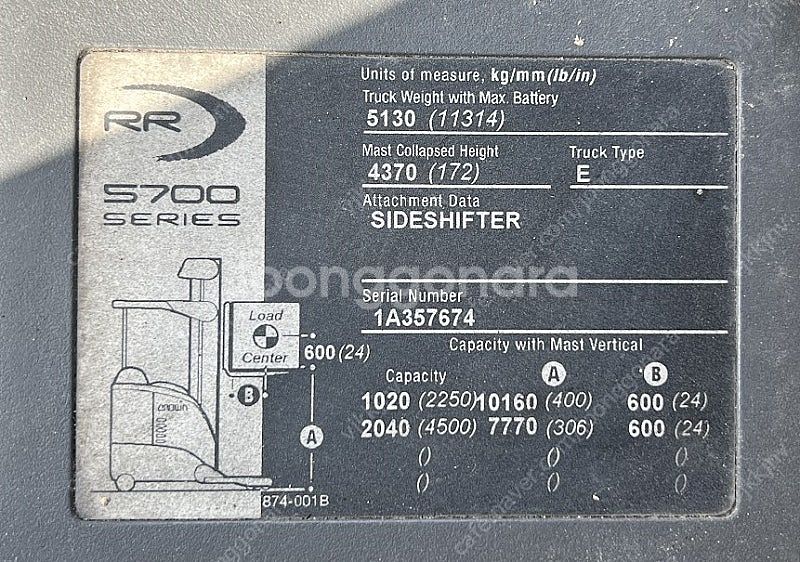 RR
5700
SERIES
Units of measure, kg/mm(lb/in)
Truck Weight with Max. Battery
5130 (11314)
Mast Collapsed Height
4370 (172)
Truck Type
E
Attachment Data
SIDESHIFTER
Serial Number
1A357674
Capacity with Mast Vertical
Capacity A B
1020 (2250) 10160 (400) 600 (24)
2040 (4500) 7770 (306) 600 (24)
() () ()
() () ()
Load
Center
600 (24)
B
A
CROWN
874-001B
joonggonara